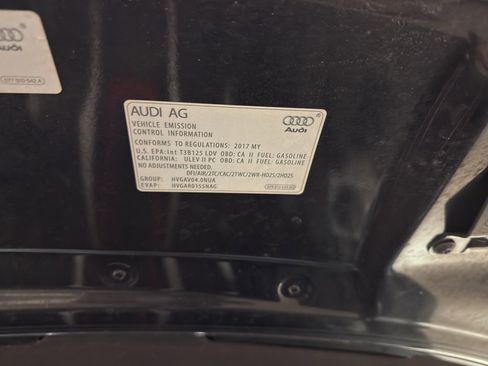 Audi
AUDI AG
Audi
VEHICLE EMISSION
CONTROL INFORMATION
CONFORMS TO REGULATIONS: 2017 MY
U.S. EPA:Int T3B125 LDV OBD: CA II FUEL: GASOLINE
CALIFORNIA: ULEV II PC OBD: CA II FUEL: GASOLINE
NO ADJUSTMENTS NEEDED.
DFI/AIR/2TC/CAC/2TWC/2WR-HO2S/2HO2S
GROUP: HVGAV04.0NUA
EVAP: HVGAR0155NAG